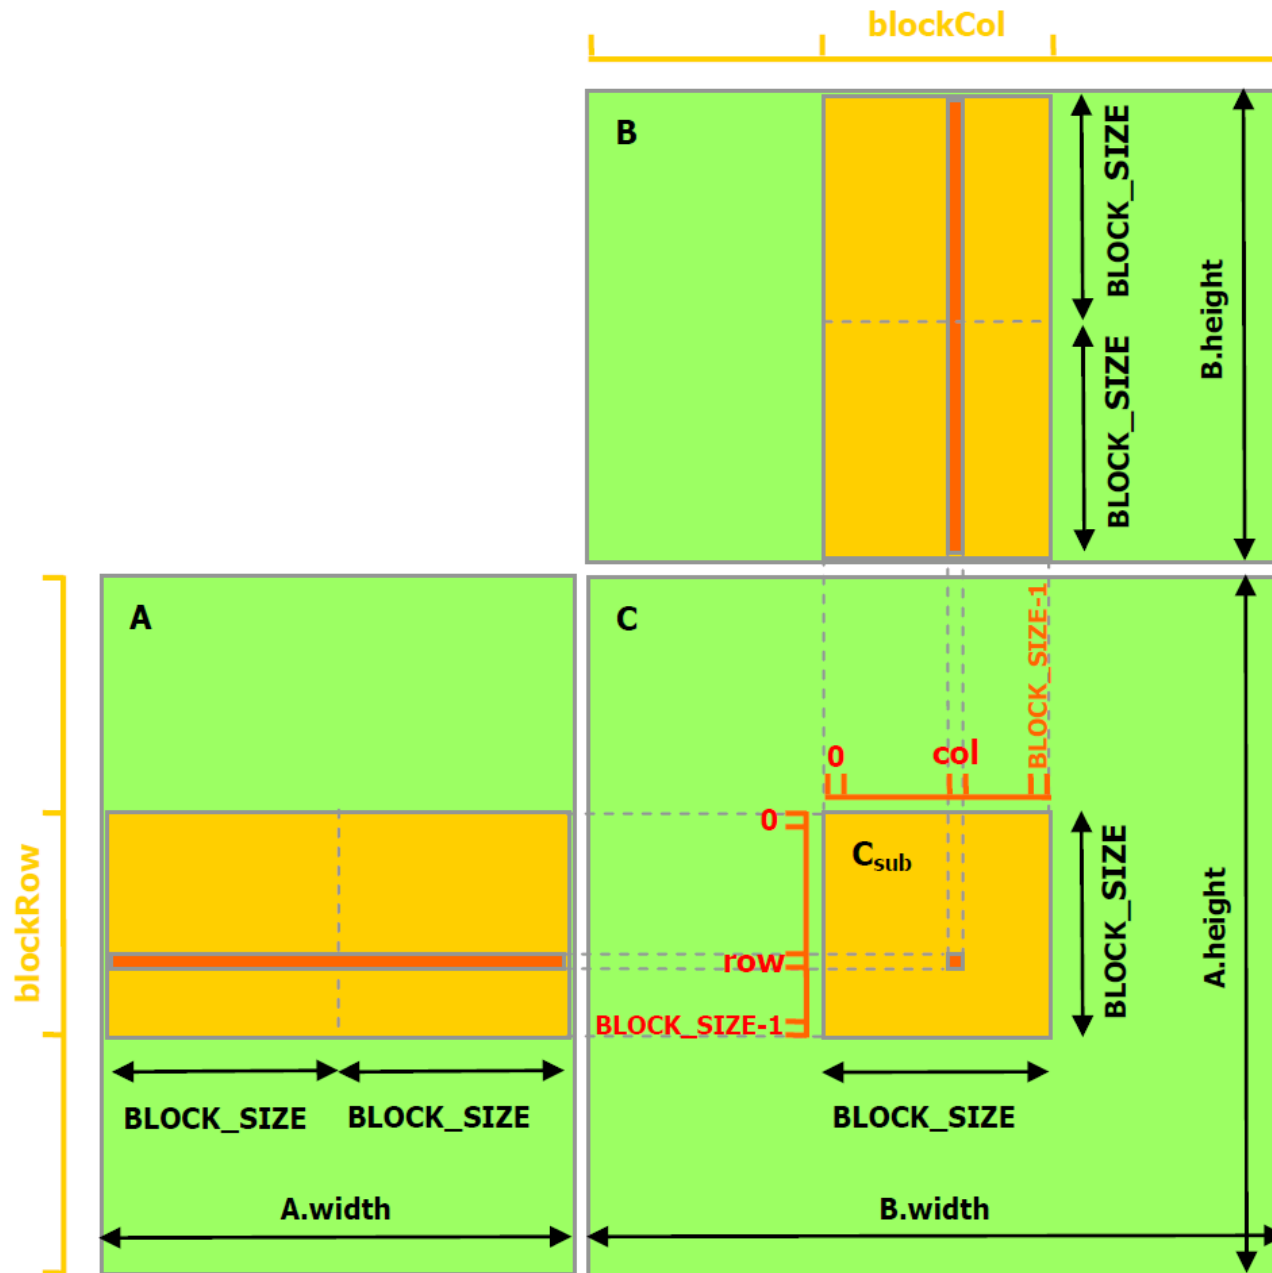 blockCol
B
BLOCK_SIZE
BLOCK_SIZE
B.height
blockRow
A
BLOCK_SIZE
BLOCK_SIZE
A.width
C
BLOCK_SIZE-1
0
col
0
row
BLOCK_SIZE-1
Csub
BLOCK_SIZE
BLOCK_SIZE
A.height
B.width